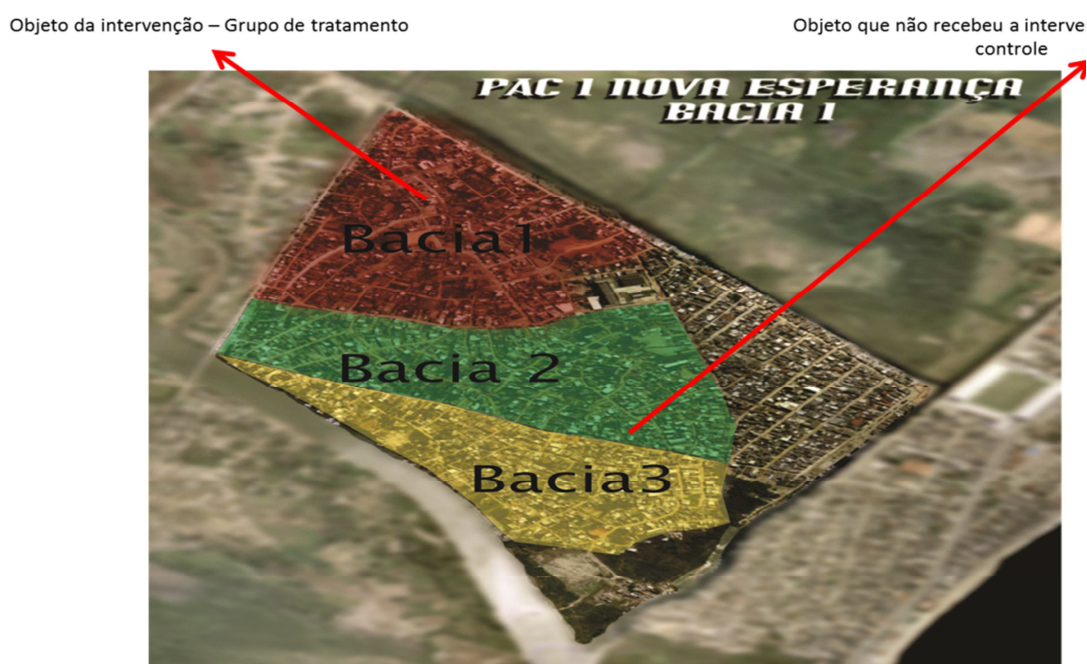 Objeto da intervenção – Grupo de tratamento
Objeto que não recebeu a interve
controle
PAC 1 NOVA ESPERANÇA
BACIA 1
Bacia1
Bacia 2
Bacia3